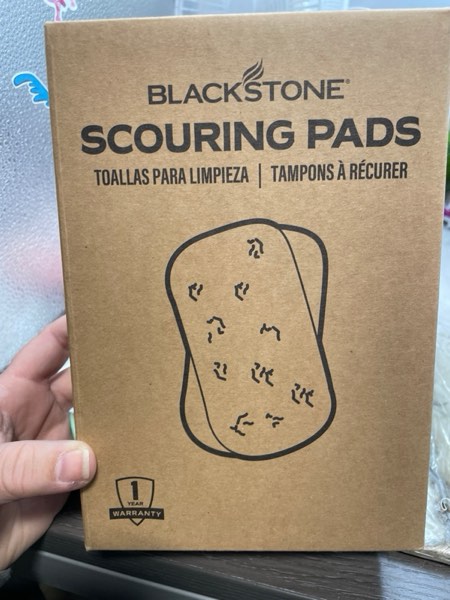 BLACKSTONE®
SCOURING PADS
TOALLAS PARA LIMPIEZA | TAMPONS À RÉCURER
1
YEAR
WARRANTY